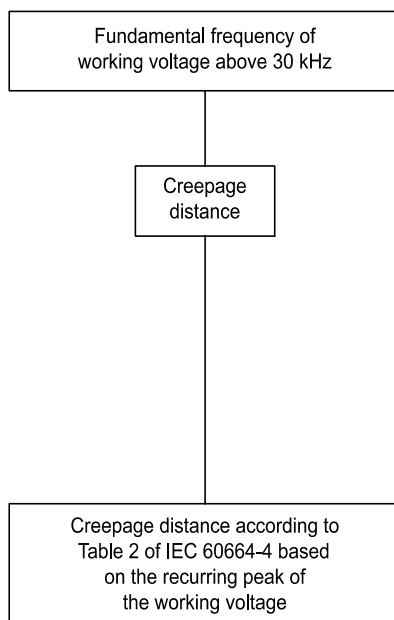 Fundamental frequency of
working voltage above 30 kHz
Creepage
distance
Creepage distance according to
Table 2 of IEC 60664-4 based
on the recurring peak of
the working voltage